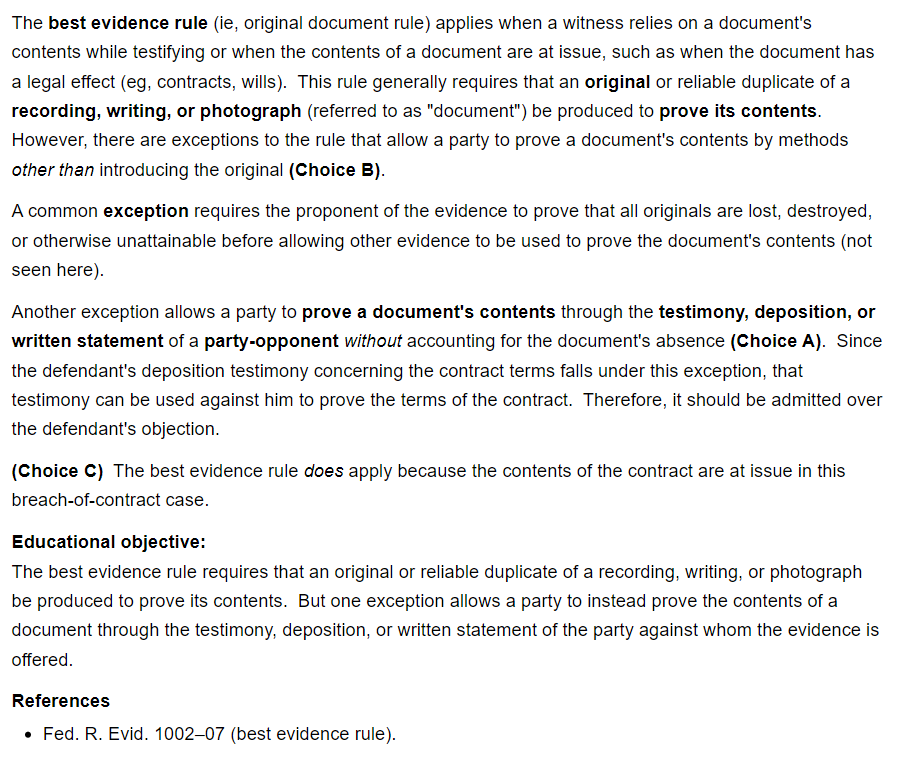 The best evidence rule (ie, original document rule) applies when a witness relies on a document's
contents while testifying or when the contents of a document are at issue, such as when the document has
a legal effect (eg, contracts, wills).  This rule generally requires that an original or reliable duplicate of a
recording, writing, or photograph (referred to as "document") be produced to prove its contents.
However, there are exceptions to the rule that allow a party to prove a document's contents by methods
other than introducing the original (Choice B).
A common exception requires the proponent of the evidence to prove that all originals are lost, destroyed,
or otherwise unattainable before allowing other evidence to be used to prove the document's contents (not
seen here).
Another exception allows a party to prove a document's contents through the testimony, deposition, or
written statement of a party-opponent without accounting for the document's absence (Choice A).  Since
the defendant's deposition testimony concerning the contract terms falls under this exception, that
testimony can be used against him to prove the terms of the contract.  Therefore, it should be admitted over
the defendant's objection.
(Choice C)  The best evidence rule does apply because the contents of the contract are at issue in this
breach-of-contract case.
Educational objective:
The best evidence rule requires that an original or reliable duplicate of a recording, writing, or photograph
be produced to prove its contents.  But one exception allows a party to instead prove the contents of a
document through the testimony, deposition, or written statement of the party against whom the evidence is
offered.
References
• Fed. R. Evid. 1002–07 (best evidence rule).